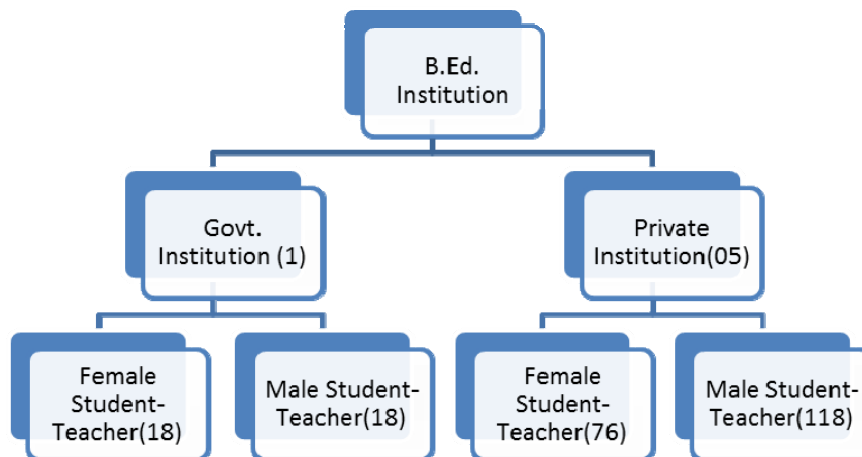 B.Ed.
Institution
Govt.
Institution (1)
Private
Institution(05)
Female
Student-
Teacher(18)
Male Student-
Teacher(18)
Female
Student-
Teacher(76)
Male Student-
Teacher(118)